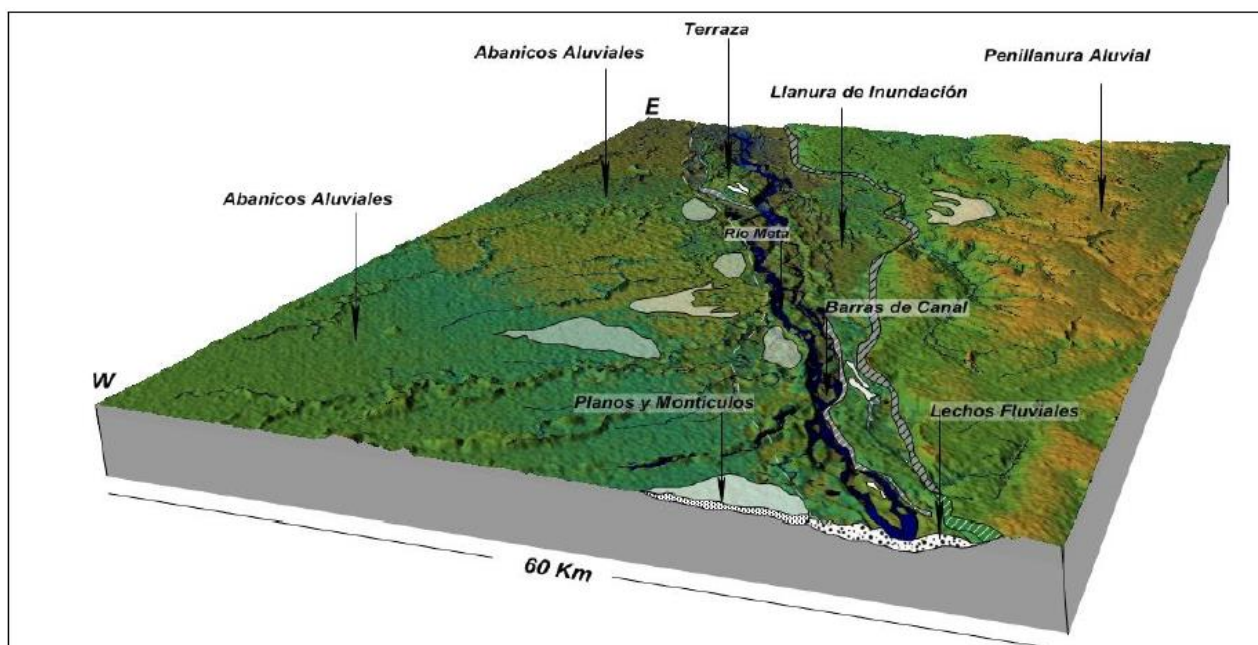 Terraza
Abanicos Aluviales
Penillanura Aluvial
Llanura de Inundación
E
Abanicos Aluviales
Río Meta
Barras de Canal
W
Planos y Montículos
Lechos Fluviales
60 Km